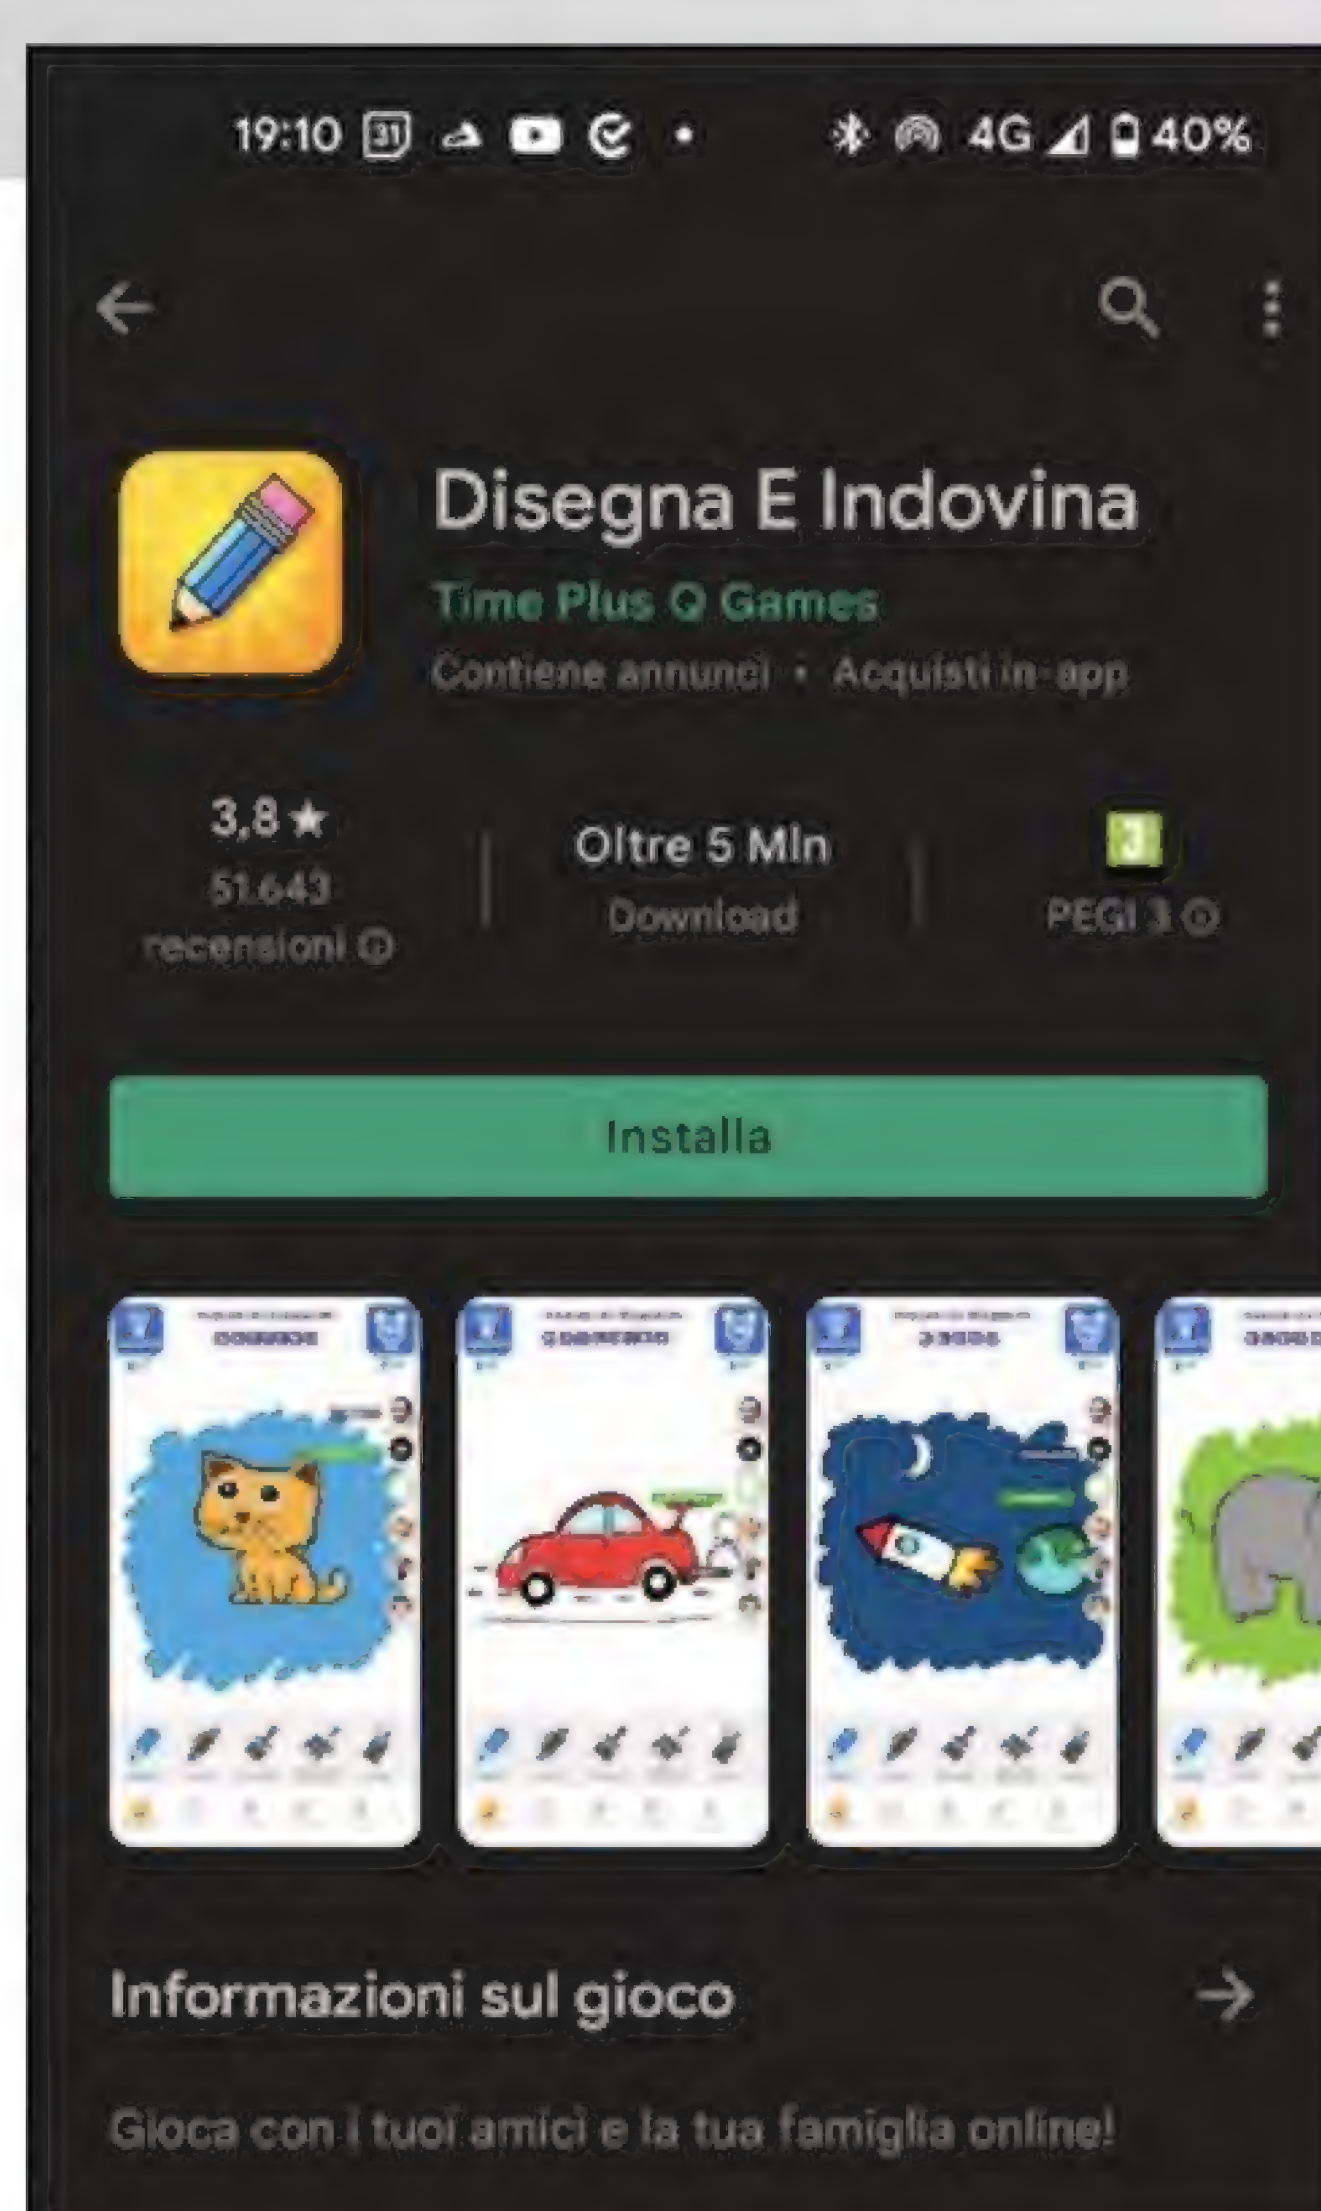 19:10 31 4G 40%
Disegna E Indovina
Time Plus Q Games
Contiene annunci • Acquisti in-app
3,8 ★
51.643
recensioni
Oltre 5 Mln
Download
3
PEGI 3
Installa
Informazioni sul gioco
Gioca con i tuoi amici e la tua famiglia online!